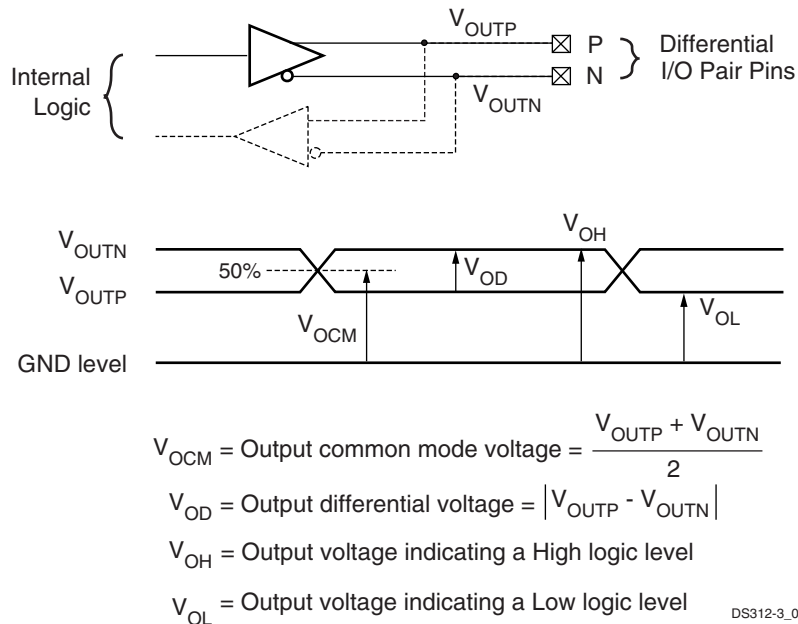 V_OUTP
P
N
Differential
I/O Pair Pins
Internal
Logic
V_OUTN
V_OUTN
V_OUTP
50%
V_OCM
V_OD
V_OH
V_OL
GND level
V_OCM = Output common mode voltage = (V_OUTP + V_OUTN) / 2
V_OD = Output differential voltage = |V_OUTP - V_OUTN|
V_OH = Output voltage indicating a High logic level
V_OL = Output voltage indicating a Low logic level
DS312-3_0